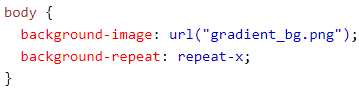 body {
  background-image: url("gradient_bg.png");
  background-repeat: repeat-x;
}